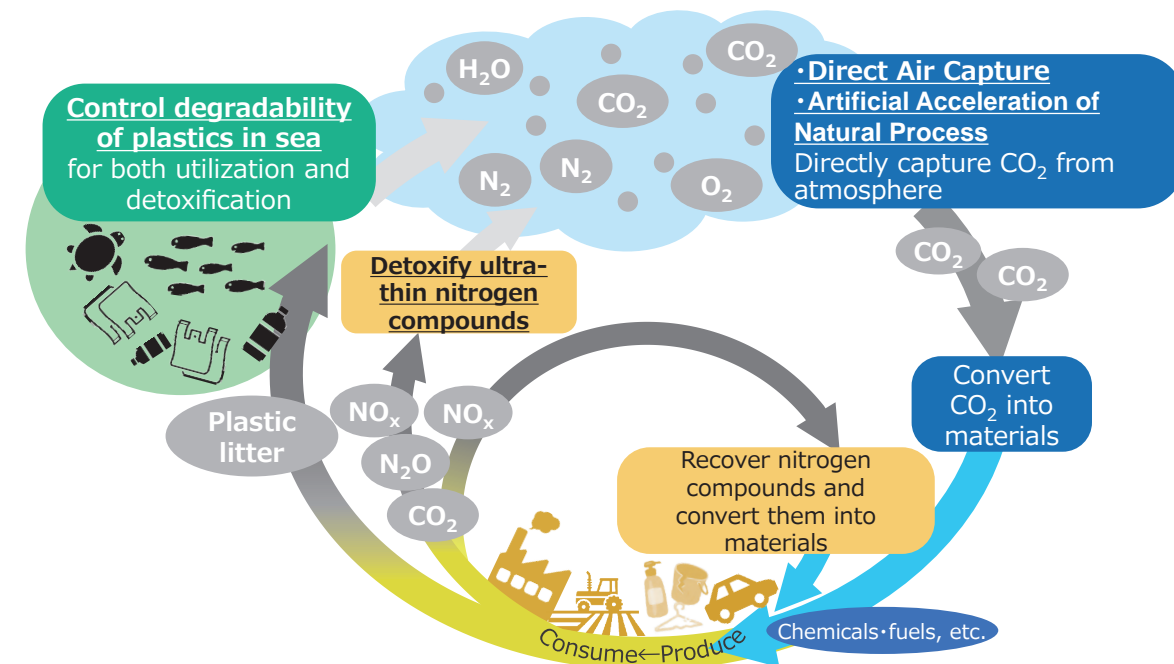 Control degradability
of plastics in sea
for both utilization and
detoxification
H₂O
CO₂
CO₂
N₂
N₂
O₂
・Direct Air Capture
・Artificial Acceleration of
Natural Process
Directly capture CO₂ from
atmosphere
CO₂
CO₂
Detoxify ultra-
thin nitrogen
compounds
Convert
CO₂ into
materials
Plastic
litter
NOₓ
NOₓ
N₂O
CO₂
Recover nitrogen
compounds and
convert them into
materials
Consume←Produce
Chemicals・fuels, etc.